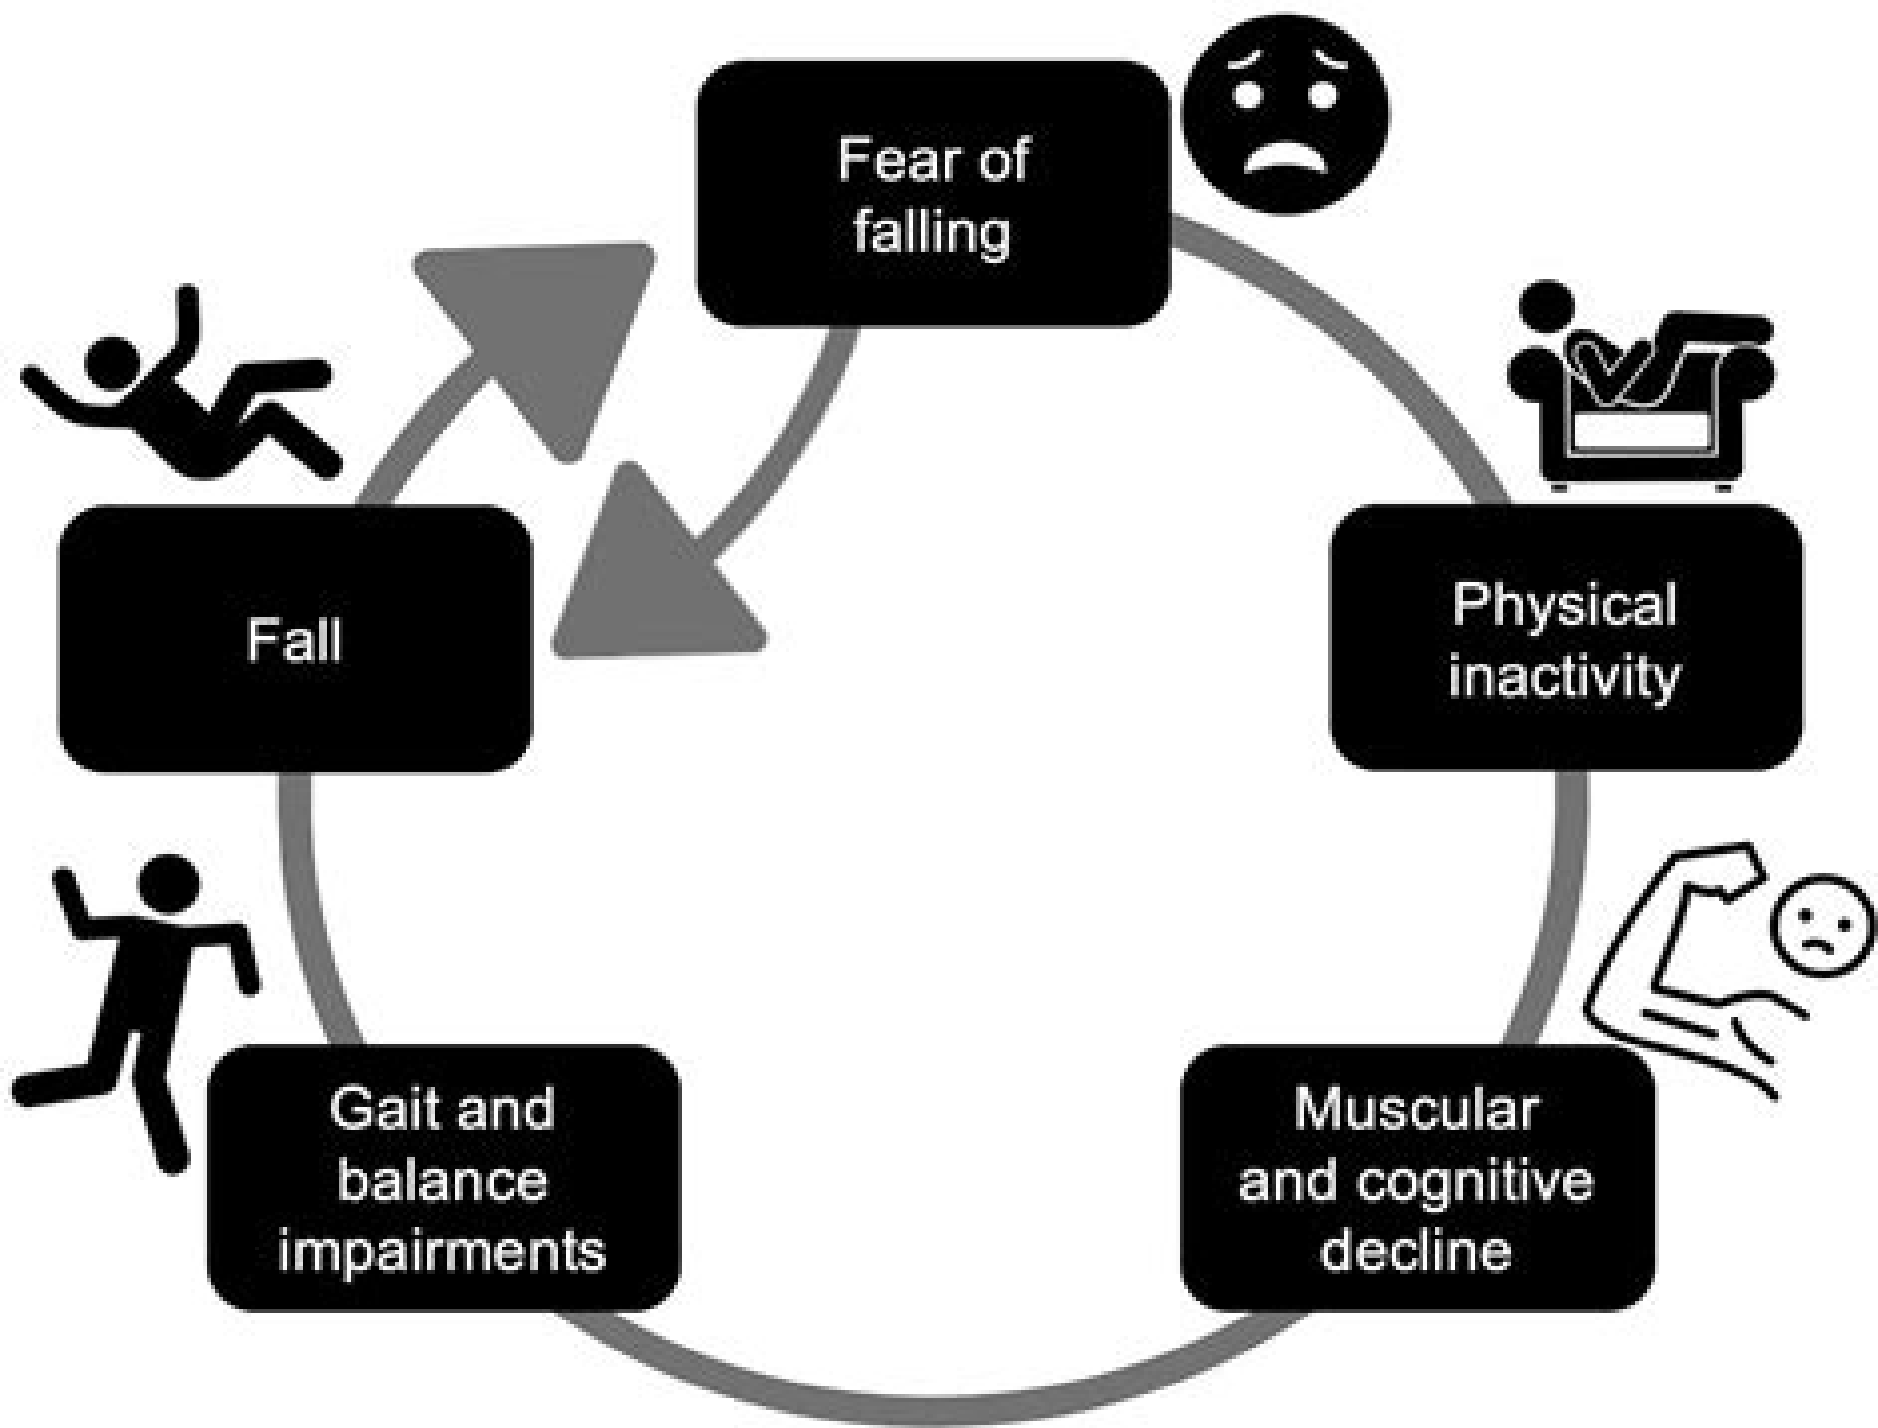 Fear of
falling
Physical
inactivity
Muscular
and cognitive
decline
Gait and
balance
impairments
Fall